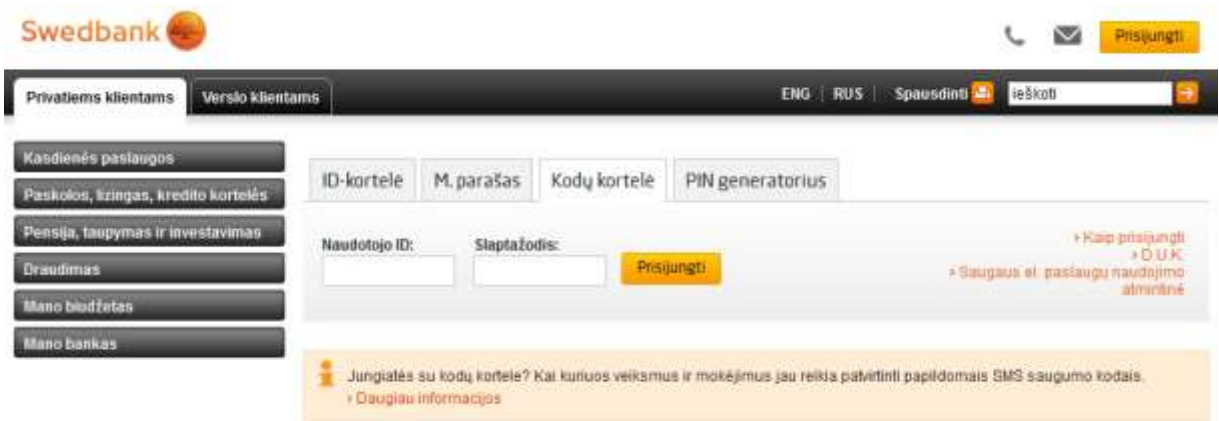 Swedbank
Prisijungti
Privatiems klientams Verslo klientams ENG RUS Spausdinti ieškoti
Kasdienės paslaugos
Paskolos, lizingas, kredito kortelės
Pensija, taupymas ir investavimas
Draudimas
Mano biudžetas
Mano bankas
ID-kortelė M. parašas Kodų kortelė PIN generatorius
Naudotojo ID: Slaptažodis:
Prisijungti
Kaip prisijungti
D.U.K.
Saugaus el. paslaugų naudojimo
atmintinė
Jungiatės su kodų kortele? Kai kuriuos veiksmus ir mokėjimus jau reikia patvirtinti papildomais SMS saugumo kodais.
Daugiau informacijos